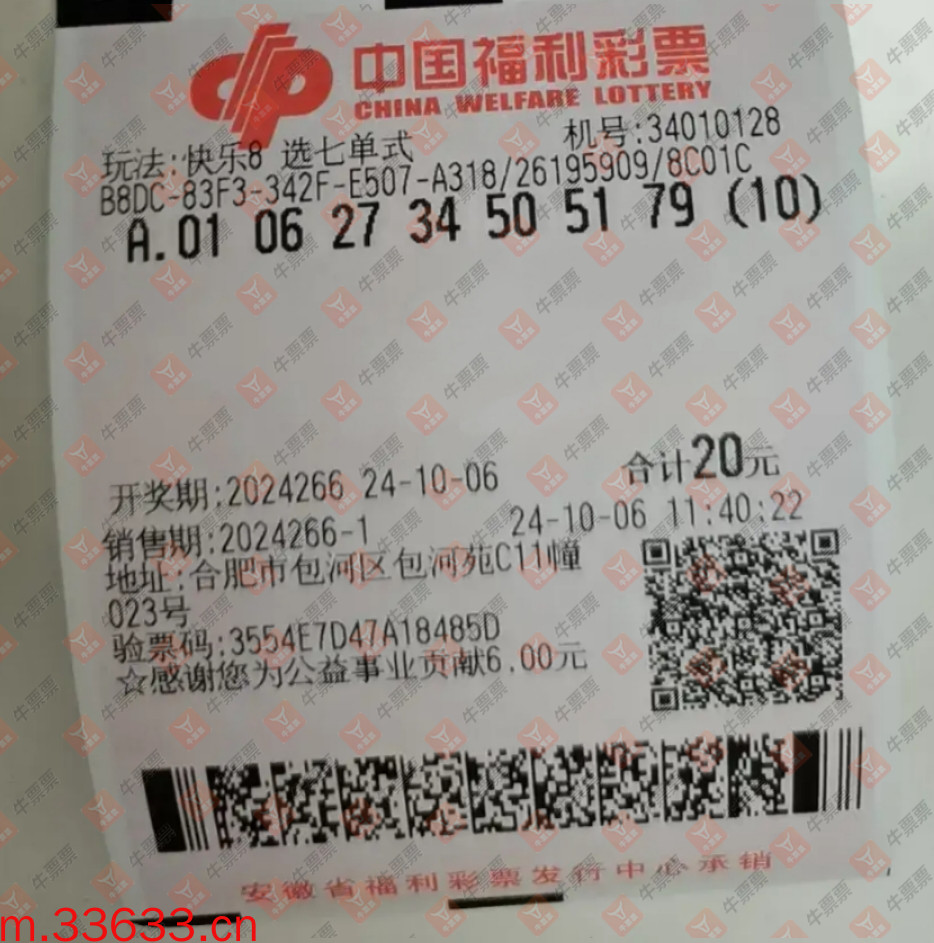 中国福利彩票
CHINA WELFARE LOTTERY
玩法:快乐8 选七单式 机号:34010128
B8DC-83F3-342F-E507-A318/26195909/8C01C
A.01 06 27 34 50 51 79 (10)
开奖期:2024266 24-10-06 合计20元
销售期:2024266-1 24-10-06 11:40:22
地址:合肥市包河区包河苑C11幢
023号
验票码:3554E7D47A18485D
☆感谢您为公益事业贡献6.00元
安徽省福利彩票发行中心承销
m.33633.cn
牛票票